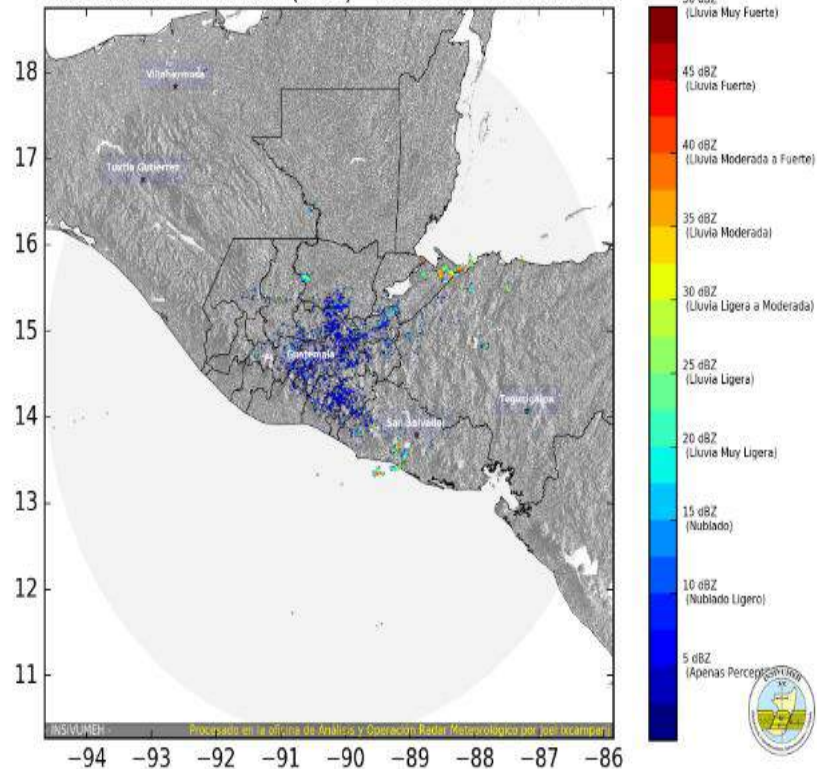 (Lluvia Muy Fuerte)
45 dBZ
(Lluvia Fuerte)
40 dBZ
(Lluvia Moderada a Fuerte)
35 dBZ
(Lluvia Moderada)
30 dBZ
(Lluvia Ligera a Moderada)
25 dBZ
(Lluvia Ligera)
20 dBZ
(Lluvia Muy Ligera)
15 dBZ
(Nublado)
10 dBZ
(Nublado Ligero)
5 dBZ
(Apenas
18
17
16
15
14
13
12
11
Villahermosa
Tuxtla Gutierrez
Guatemala
San Salvador
Tegucigalpa
INSIVUMEH -
Procesado en la oficina de Análisis y Operación Radar Meteorológico por Joel Ixcamparij
−94 −93 −92 −91 −90 −89 −88 −87 −86
INSIVUMEH